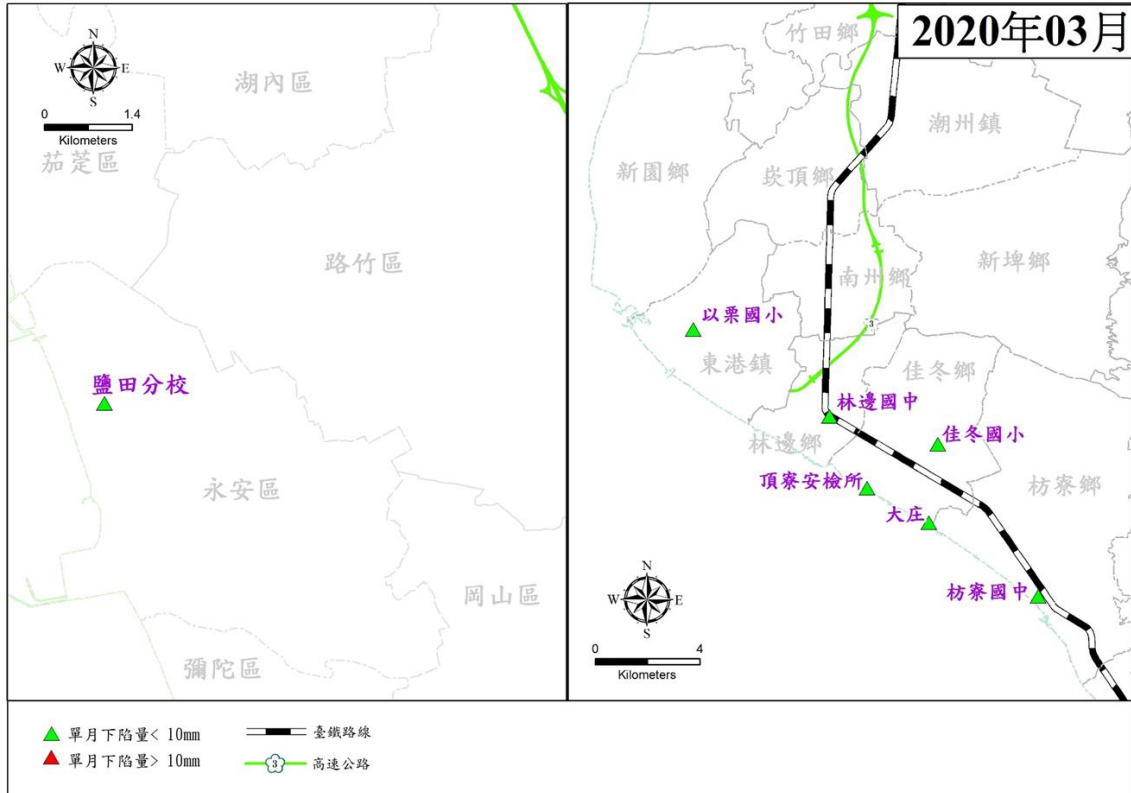 2020年03月
N
W
E
S
0
1.4
Kilometers
湖內區
茄萣區
路竹區
鹽田分校
永安區
岡山區
彌陀區
竹田鄉
潮州鎮
新園鄉
崁頂鄉
新埤鄉
南州鄉
以栗國小
3
東港鎮
佳冬鄉
林邊國中
佳冬國小
林邊鄉
頂寮安檢所
枋寮鄉
大庄
枋寮國中
N
W
E
S
0
4
Kilometers
單月下陷量< 10mm
臺鐵路線
單月下陷量> 10mm
3
高速公路